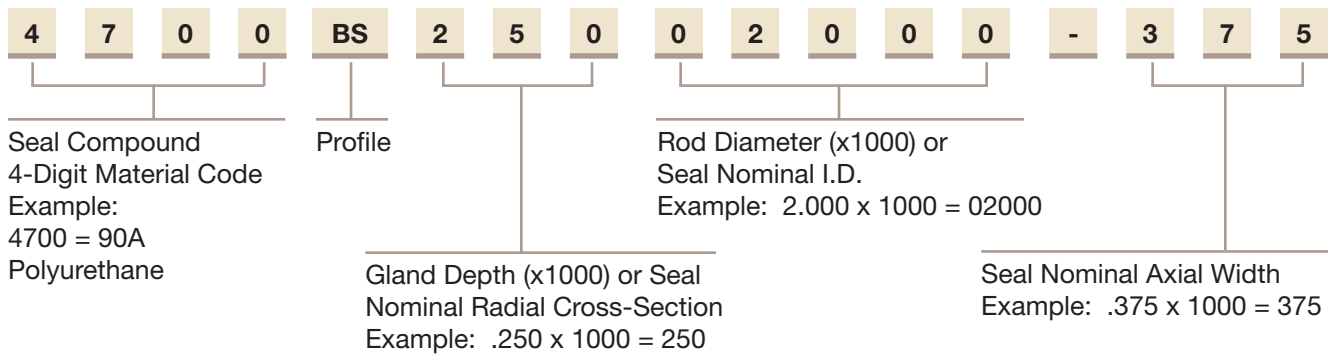 4 7 0 0 BS 2 5 0 0 2 0 0 0 - 3 7 5
Seal Compound
4-Digit Material Code
Example:
4700 = 90A
Polyurethane
Profile
Gland Depth (x1000) or Seal
Nominal Radial Cross-Section
Example: .250 x 1000 = 250
Rod Diameter (x1000) or
Seal Nominal I.D.
Example: 2.000 x 1000 = 02000
Seal Nominal Axial Width
Example: .375 x 1000 = 375